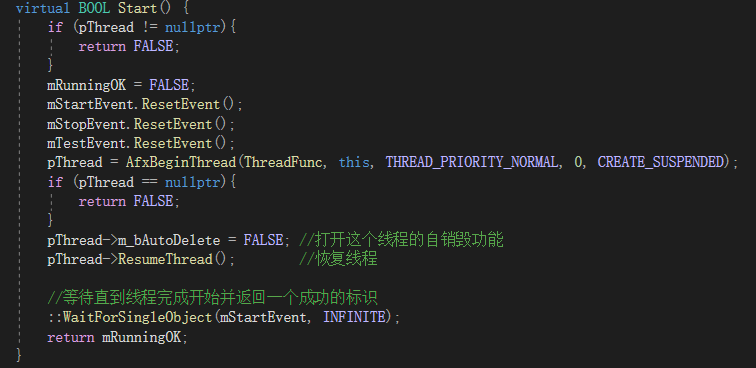 virtual BOOL Start() {
    if (pThread != nullptr){
        return FALSE;
    }
    mRunningOK = FALSE;
    mStartEvent.ResetEvent();
    mStopEvent.ResetEvent();
    mTestEvent.ResetEvent();
    pThread = AfxBeginThread(ThreadFunc, this, THREAD_PRIORITY_NORMAL, 0, CREATE_SUSPENDED);
    if (pThread == nullptr){
        return FALSE;
    }
    pThread->m_bAutoDelete = FALSE; //打开这个线程的自销毁功能
    pThread->ResumeThread();        //恢复线程
    //等待直到线程完成开始并返回一个成功的标识
    ::WaitForSingleObject(mStartEvent, INFINITE);
    return mRunningOK;
}